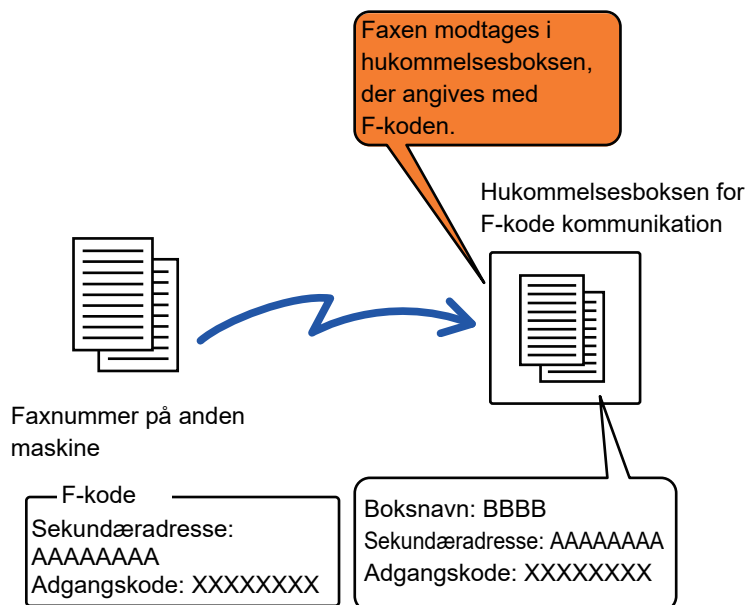 Faxen modtages i
hukommelsesboksen,
der angives med
F-koden.
Hukommelsesboksen for
F-kode kommunikation
Faxnummer på anden
maskine
F-kode
Sekundæradresse:
AAAAAAAA
Adgangskode: XXXXXXXX
Boksnavn: BBBB
Sekundæradresse: AAAAAAAA
Adgangskode: XXXXXXXX